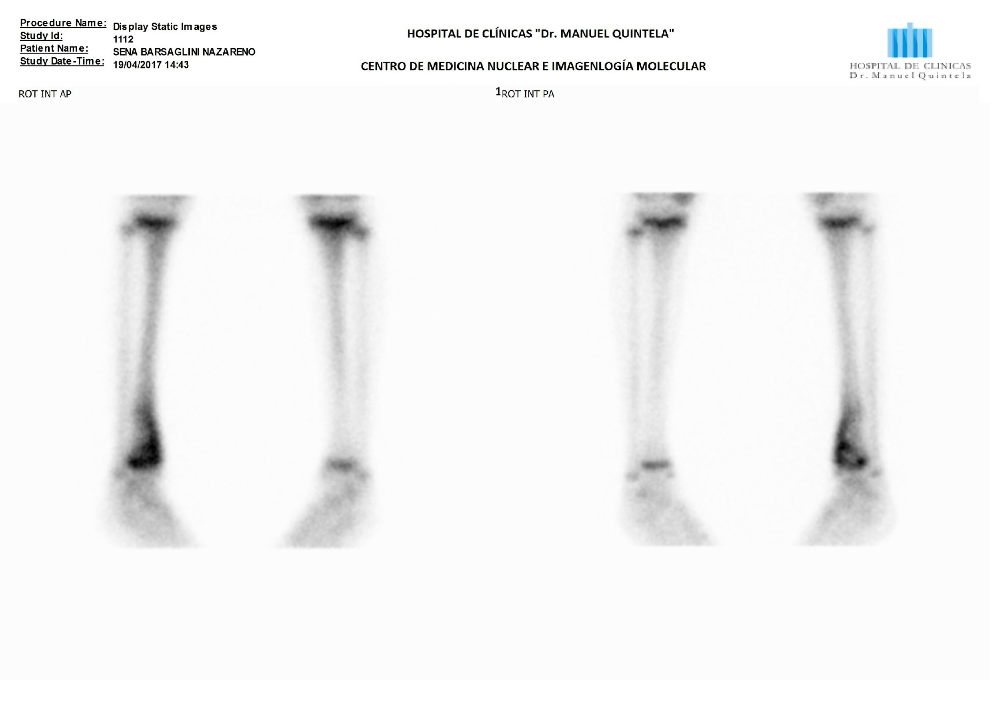 Procedure Name: Display Static Images
Study Id: 1112
Patient Name: SENA BARSAGLINI NAZARENO
Study Date-Time: 19/04/2017 14:43
HOSPITAL DE CLÍNICAS "Dr. MANUEL QUINTELA"
CENTRO DE MEDICINA NUCLEAR E IMAGENLOGÍA MOLECULAR
HOSPITAL DE CLINICAS
Dr. Manuel Quintela
ROT INT AP
1ROT INT PA